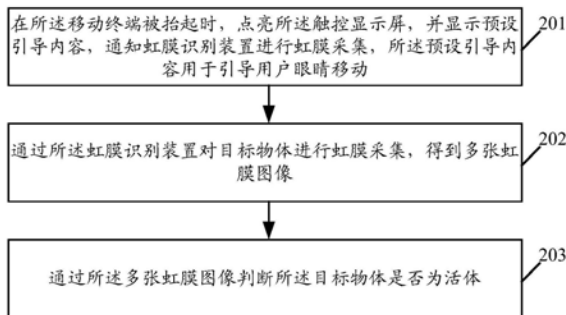 在所述移动终端被抬起时，点亮所述触控显示屏，并显示预设
引导内容，通知虹膜识别装置进行虹膜采集，所述预设引导内
容用于引导用户眼睛移动
201
通过所述虹膜识别装置对目标物体进行虹膜采集，得到多张虹
膜图像
202
通过所述多张虹膜图像判断所述目标物体是否为活体
203